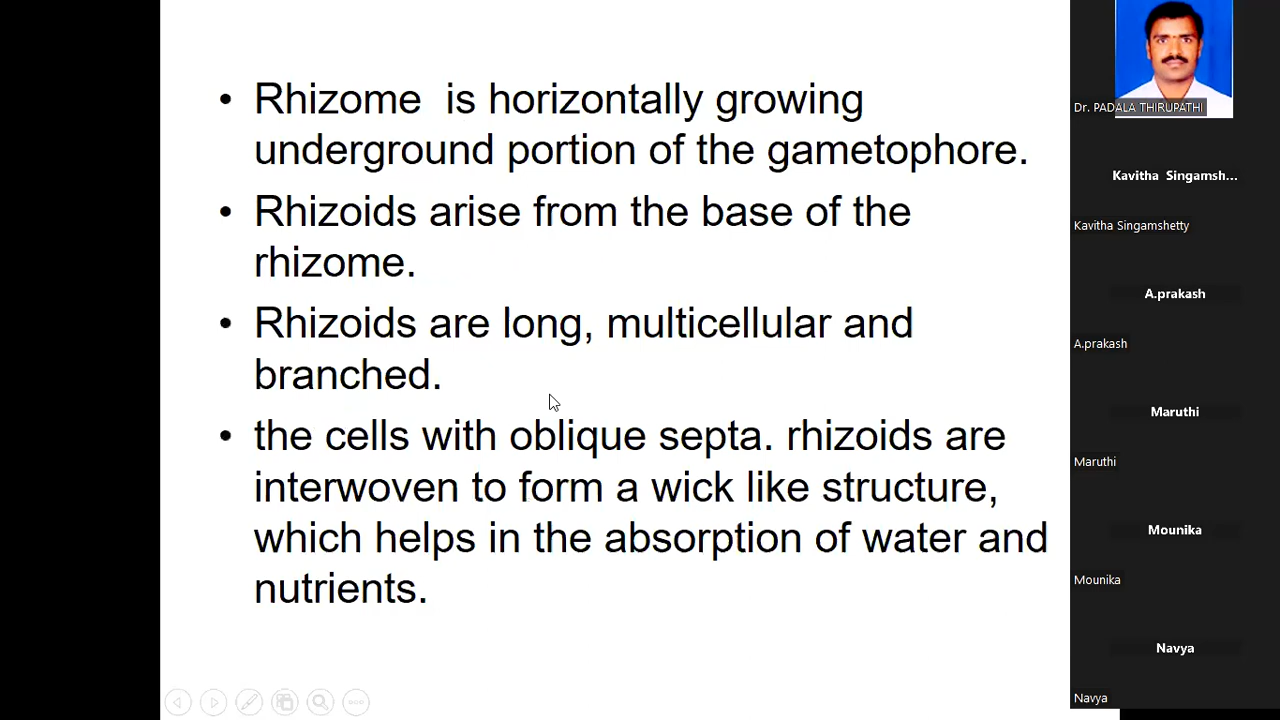 • Rhizome is horizontally growing
underground portion of the gametophore.
• Rhizoids arise from the base of the
rhizome.
• Rhizoids are long, multicellular and
branched.
• the cells with oblique septa. rhizoids are
interwoven to form a wick like structure,
which helps in the absorption of water and
nutrients.
Dr. PADALA THIRUPATHI
Kavitha Singamsh...
Kavitha Singamshetty
A.prakash
A.prakash
Maruthi
Maruthi
Mounika
Mounika
Navya
Navya